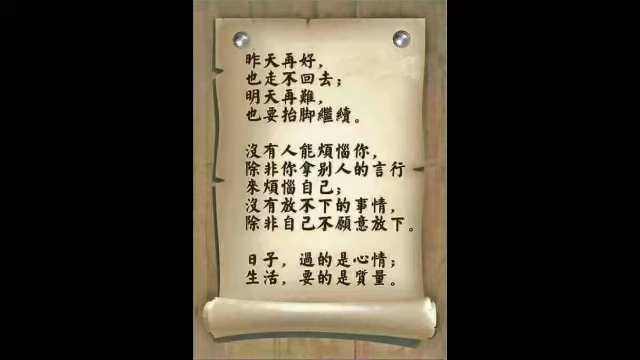 昨天再好，
也走不回去；
明天再難，
也要抬脚繼續。
沒有人能煩惱你，
除非你拿别人的言行
來煩惱自己；
沒有放不下的事情，
除非自己不願意放下。
日子，過的是心情；
生活，要的是質量。